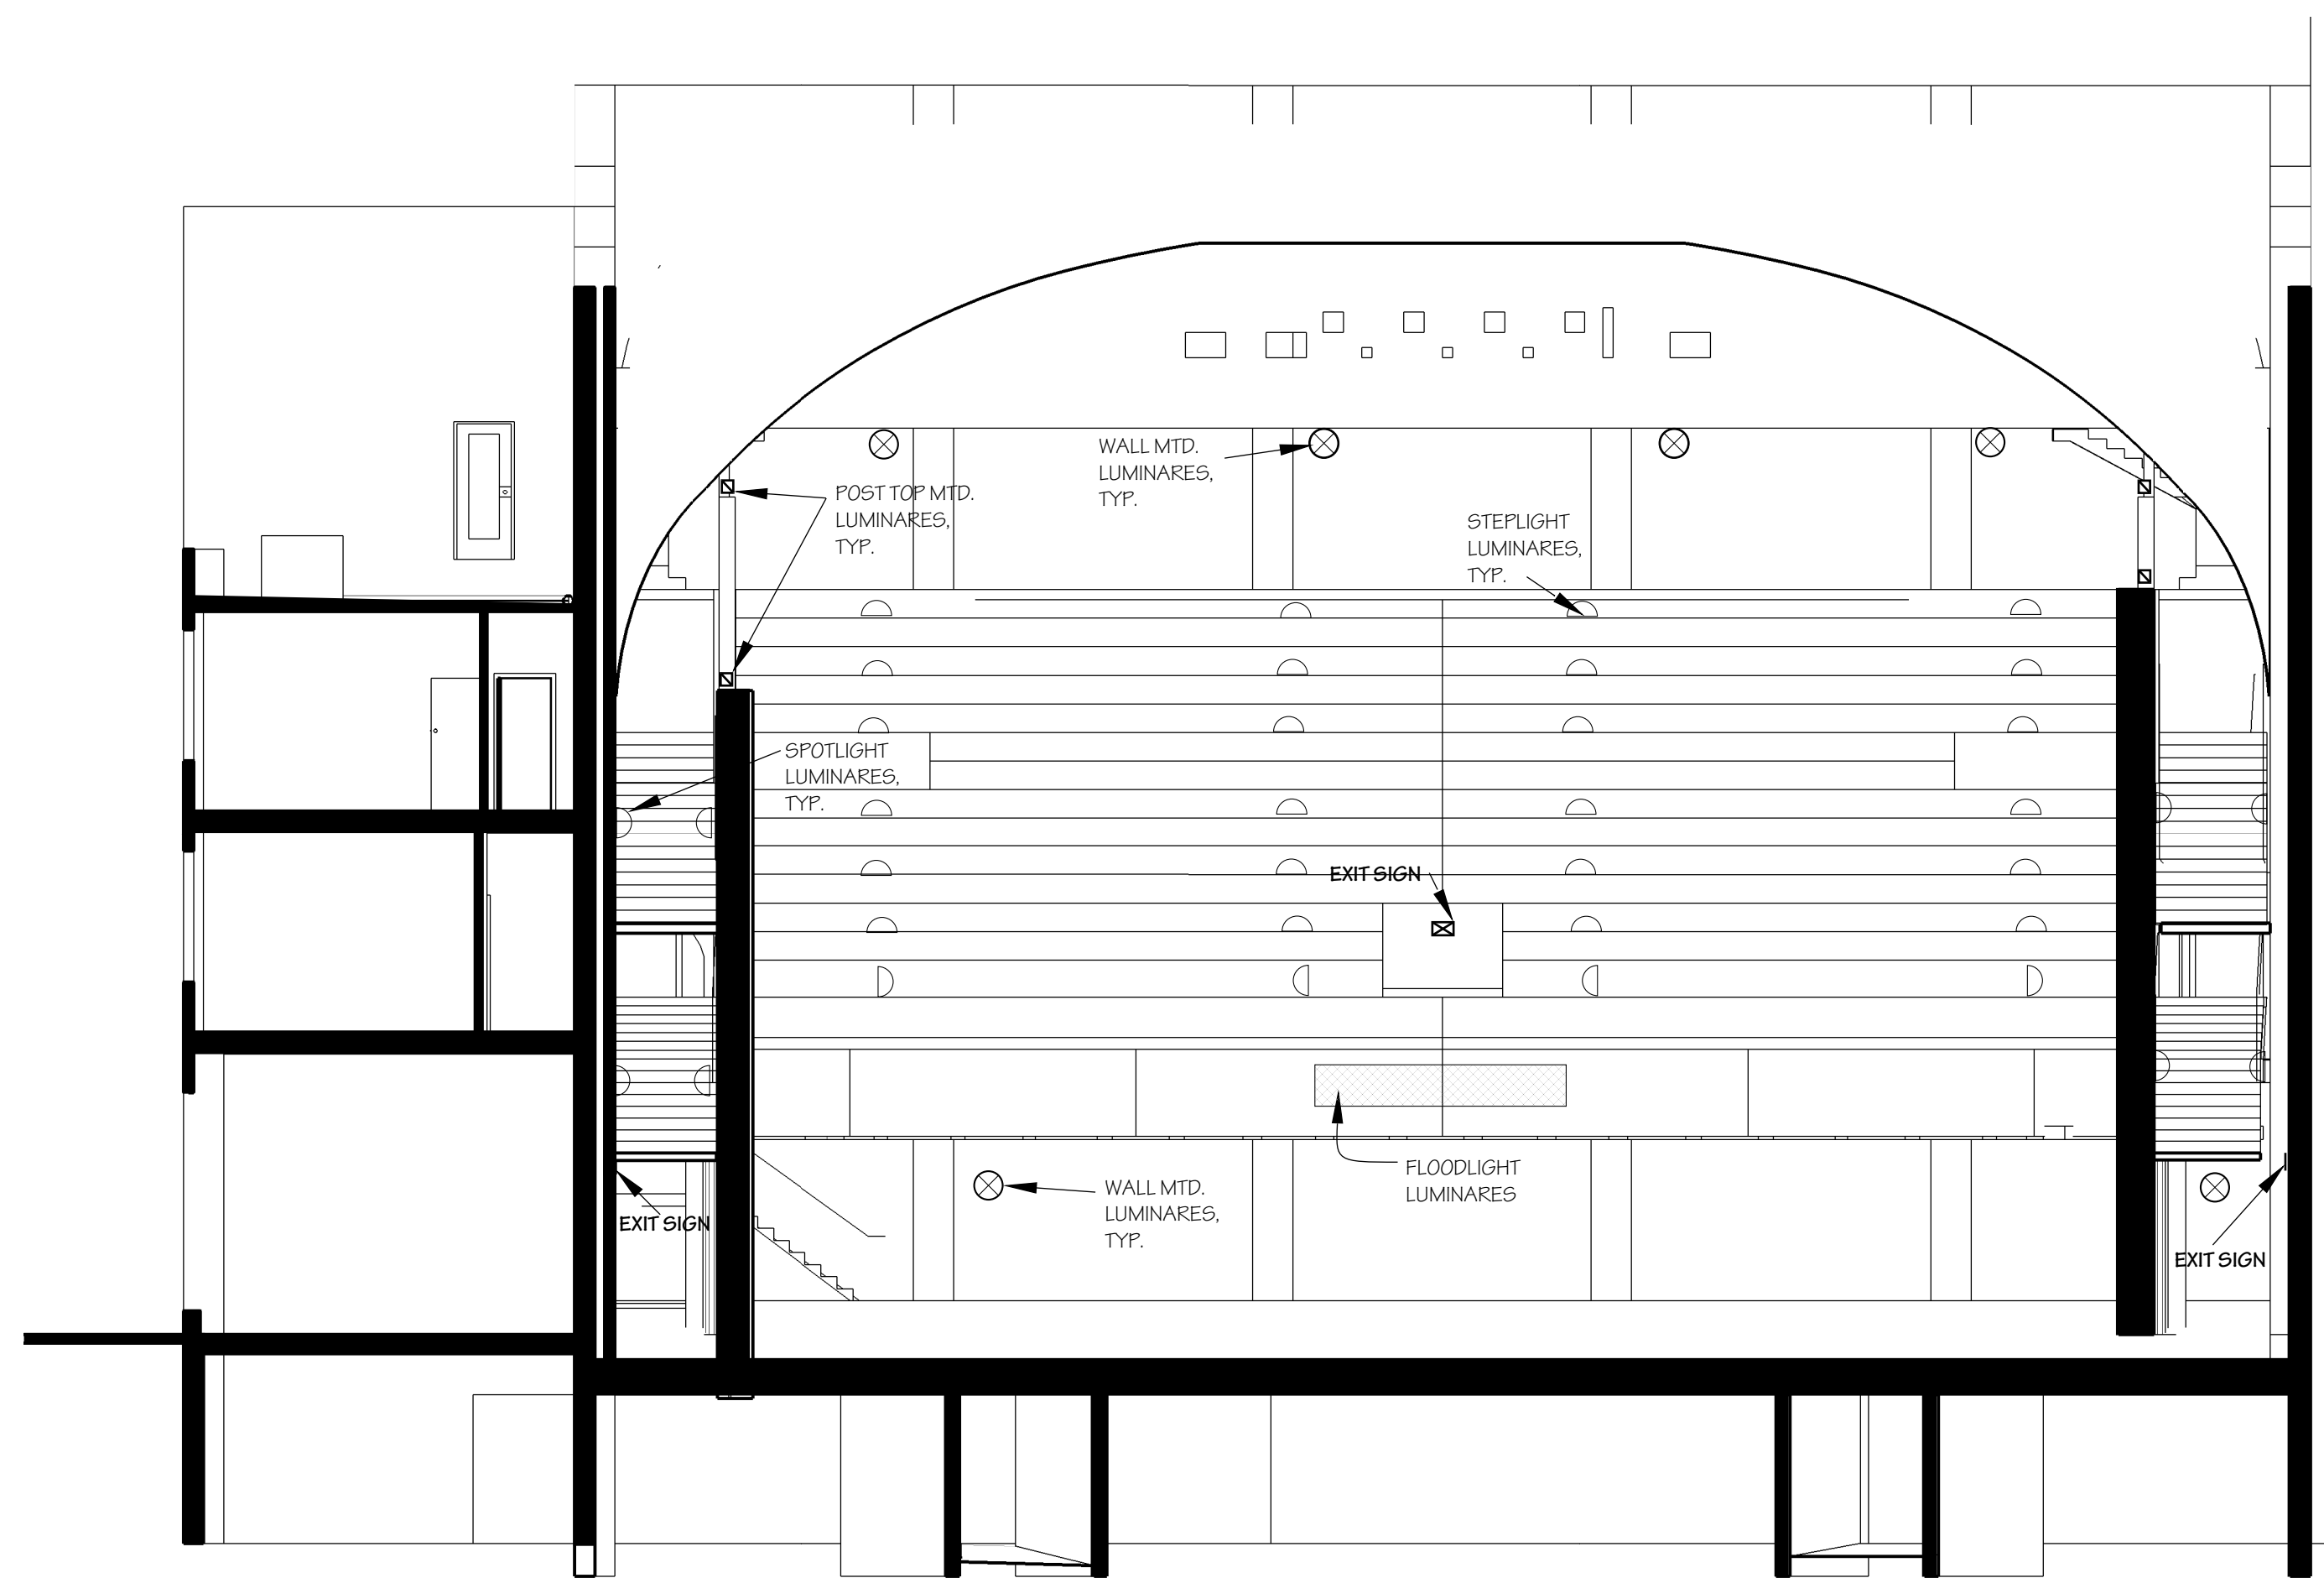 WALL MTD.
LUMINARES,
TYP.
POST TOP MTD.
LUMINARES,
TYP.
STEPLIGHT
LUMINARES,
TYP.
SPOTLIGHT
LUMINARES,
TYP.
EXIT SIGN
FLOODLIGHT
LUMINARES
WALL MTD.
LUMINARES,
TYP.
EXIT SIGN
EXIT SIGN